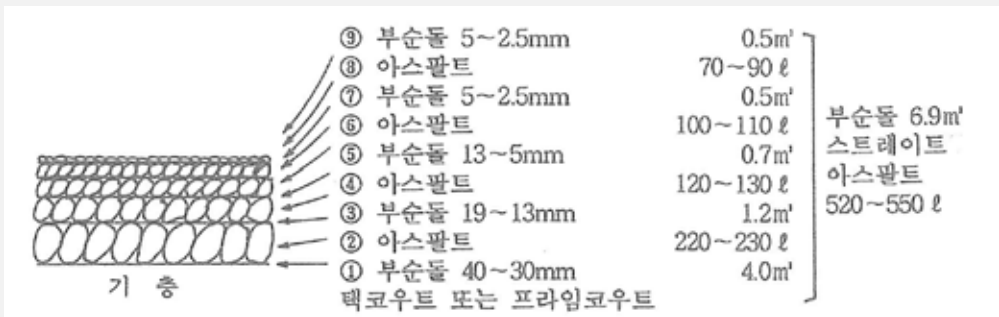 ⑨ 부순돌 5~2.5mm 0.5㎥
⑧ 아스팔트 70~90 ℓ
⑦ 부순돌 5~2.5mm 0.5㎥
⑥ 아스팔트 100~110 ℓ
⑤ 부순돌 13~5mm 0.7㎥
④ 아스팔트 120~130 ℓ
③ 부순돌 19~13mm 1.2㎥
② 아스팔트 220~230 ℓ
① 부순돌 40~30mm 4.0㎥
택코우트 또는 프라임코우트
부순돌 6.9㎥
스트레이트
아스팔트
520~550 ℓ
기 층